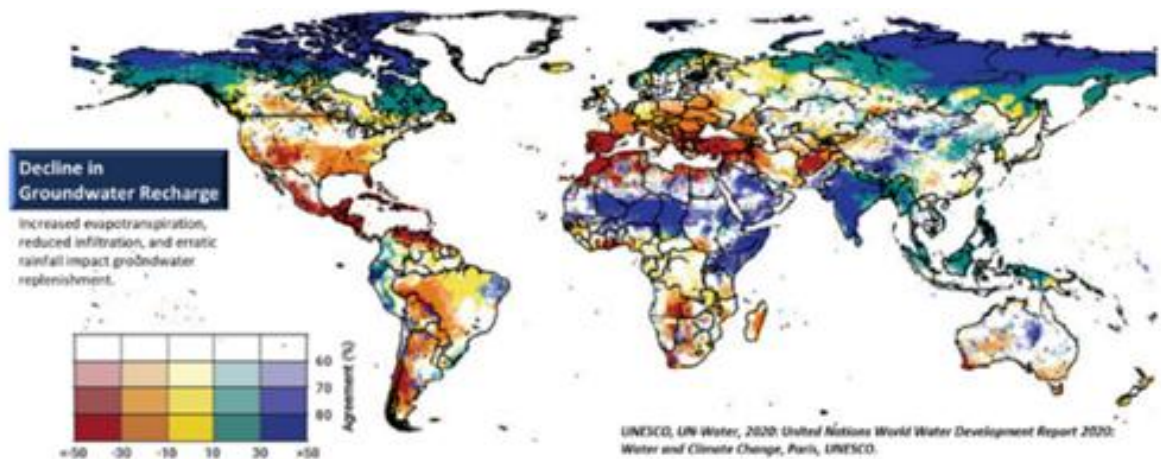 Decline in
Groundwater Recharge
Increased evapotranspiration,
reduced infiltration, and erratic
rainfall impact groundwater
replenishment.
60
70
80
Agreement (%)
<-50 -30 -10 10 30 >50
UNESCO, UN-Water, 2020: United Nations World Water Development Report 2020:
Water and Climate Change, Paris, UNESCO.